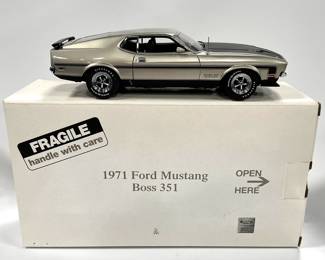 FRAGILE
handle with care
1971 Ford Mustang
Boss 351
OPEN
HERE